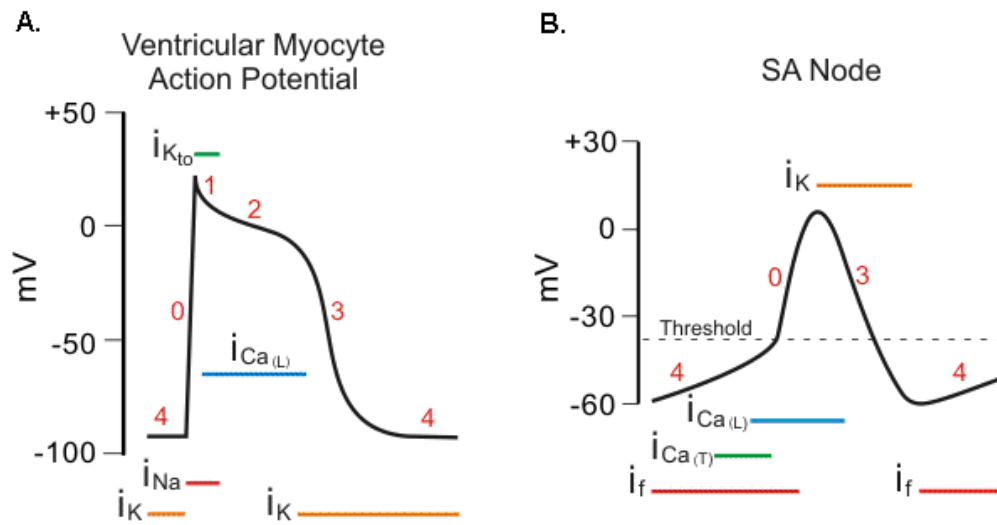 A.
Ventricular Myocyte
Action Potential
+50
0
-50
-100
mV
iKto
1
2
0
3
iCa(L)
4
4
iNa
iK
iK
B.
SA Node
+30
0
-30
-60
mV
iK
0
3
Threshold
4
4
iCa(L)
iCa(T)
if
if